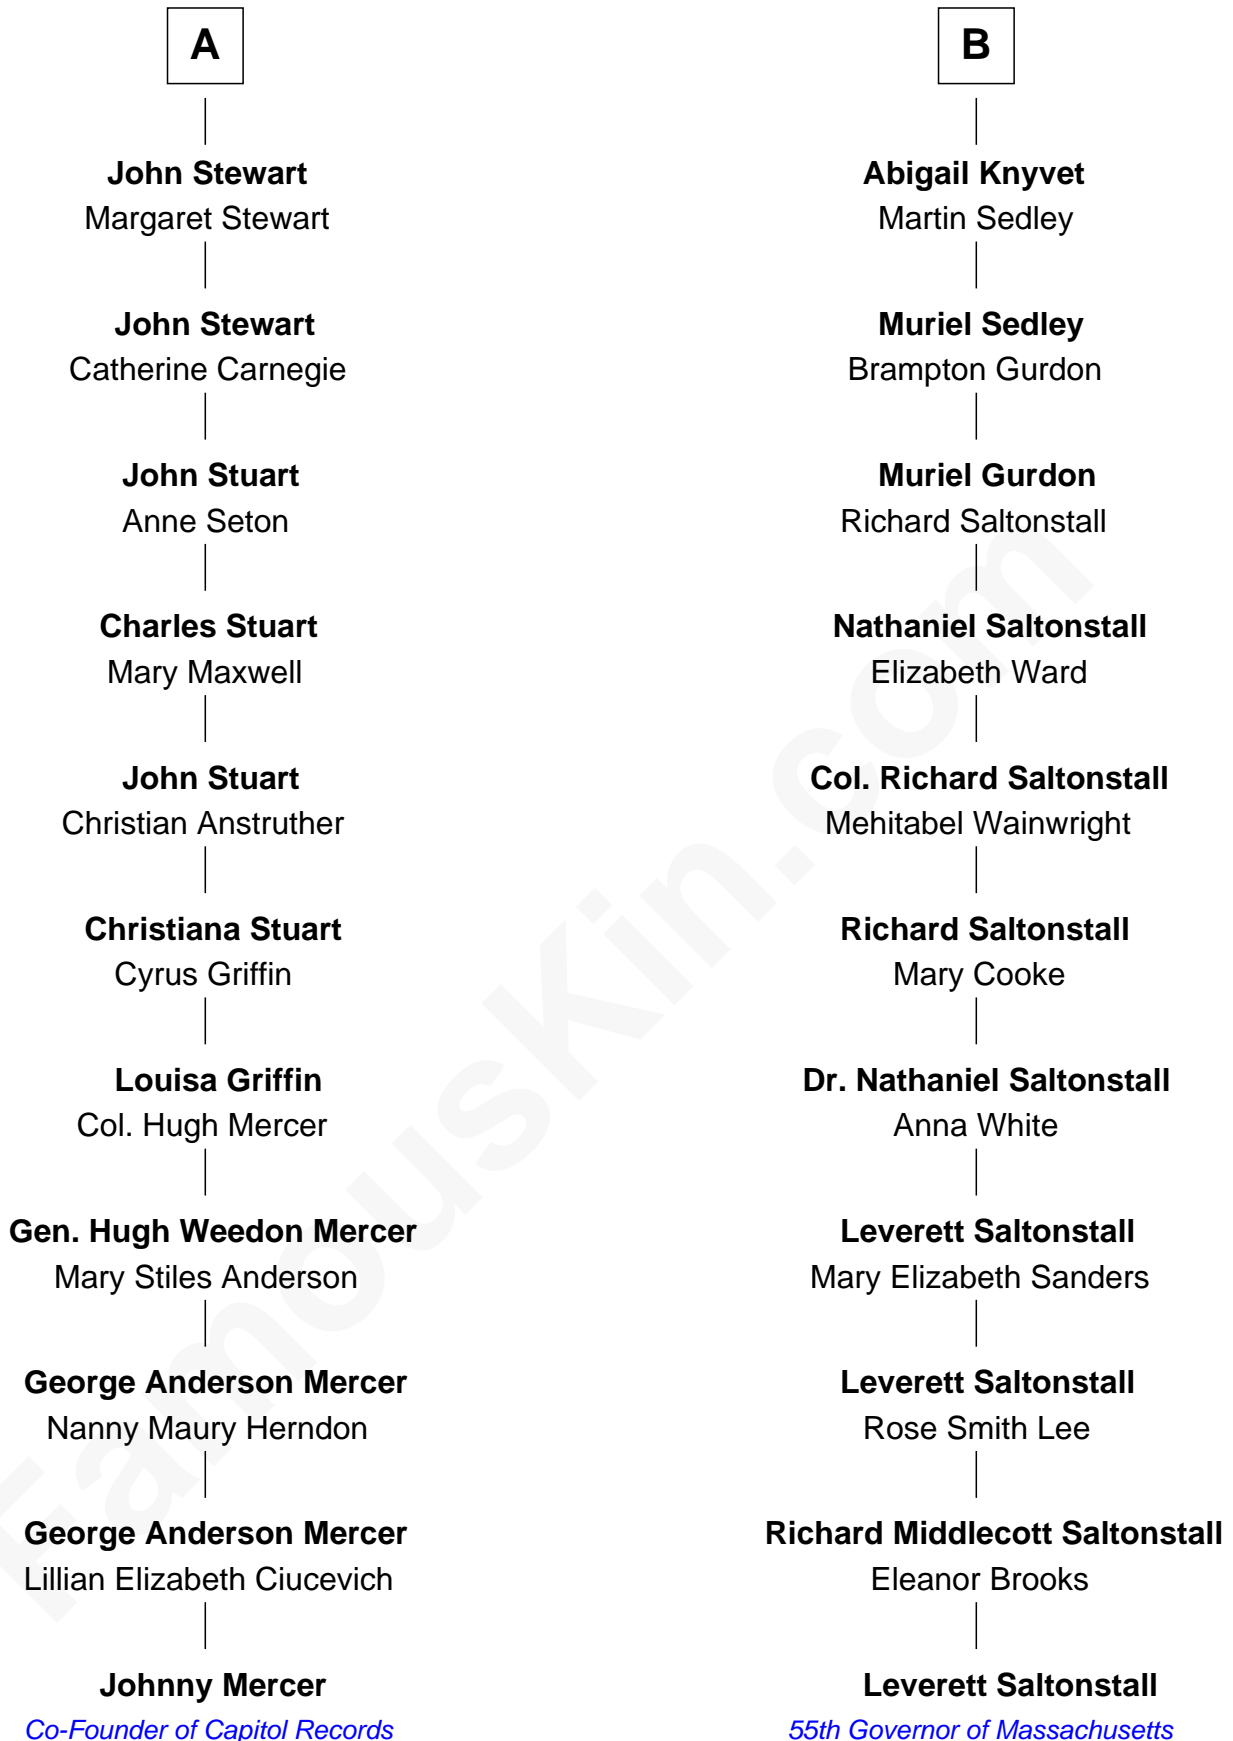 A
John Stewart
Margaret Stewart
John Stewart
Catherine Carnegie
John Stuart
Anne Seton
Charles Stuart
Mary Maxwell
John Stuart
Christian Anstruther
Christiana Stuart
Cyrus Griffin
Louisa Griffin
Col. Hugh Mercer
Gen. Hugh Weedon Mercer
Mary Stiles Anderson
George Anderson Mercer
Nanny Maury Herndon
George Anderson Mercer
Lillian Elizabeth Ciucevich
Johnny Mercer
Co-Founder of Capitol Records
B
Abigail Knyvet
Martin Sedley
Muriel Sedley
Brampton Gurdon
Muriel Gurdon
Richard Saltonstall
Nathaniel Saltonstall
Elizabeth Ward
Col. Richard Saltonstall
Mehitabel Wainwright
Richard Saltonstall
Mary Cooke
Dr. Nathaniel Saltonstall
Anna White
Leverett Saltonstall
Mary Elizabeth Sanders
Leverett Saltonstall
Rose Smith Lee
Richard Middlecott Saltonstall
Eleanor Brooks
Leverett Saltonstall
55th Governor of Massachusetts
FamousKin.com